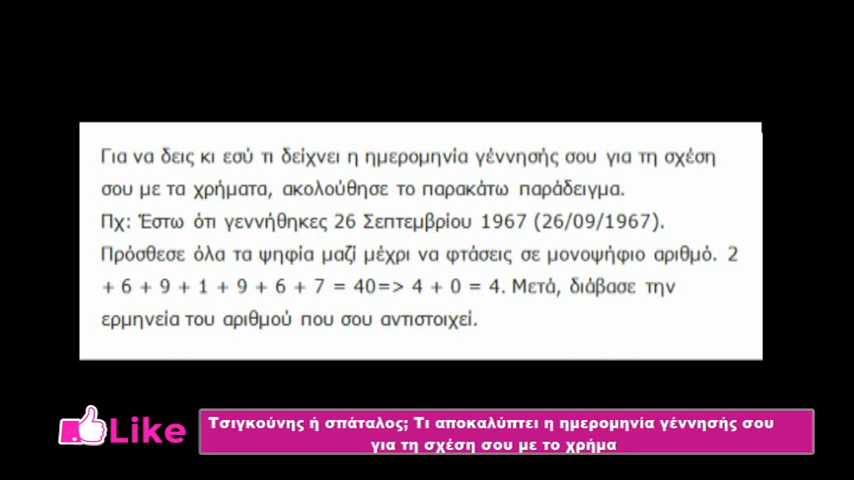 Για να δεις κι εσύ τι δείχνει η ημερομηνία γέννησής σου για τη σχέση
σου με τα χρήματα, ακολούθησε το παρακάτω παράδειγμα.
Πχ: Έστω ότι γεννήθηκες 26 Σεπτεμβρίου 1967 (26/09/1967).
Πρόσθεσε όλα τα ψηφία μαζί μέχρι να φτάσεις σε μονοψήφιο αριθμό. 2
+ 6 + 9 + 1 + 9 + 6 + 7 = 40=> 4 + 0 = 4. Μετά, διάβασε την
ερμηνεία του αριθμού που σου αντιστοιχεί.
Like
Τσιγκούνης ή σπάταλος; Τι αποκαλύπτει η ημερομηνία γέννησής σου
για τη σχέση σου με το χρήμα